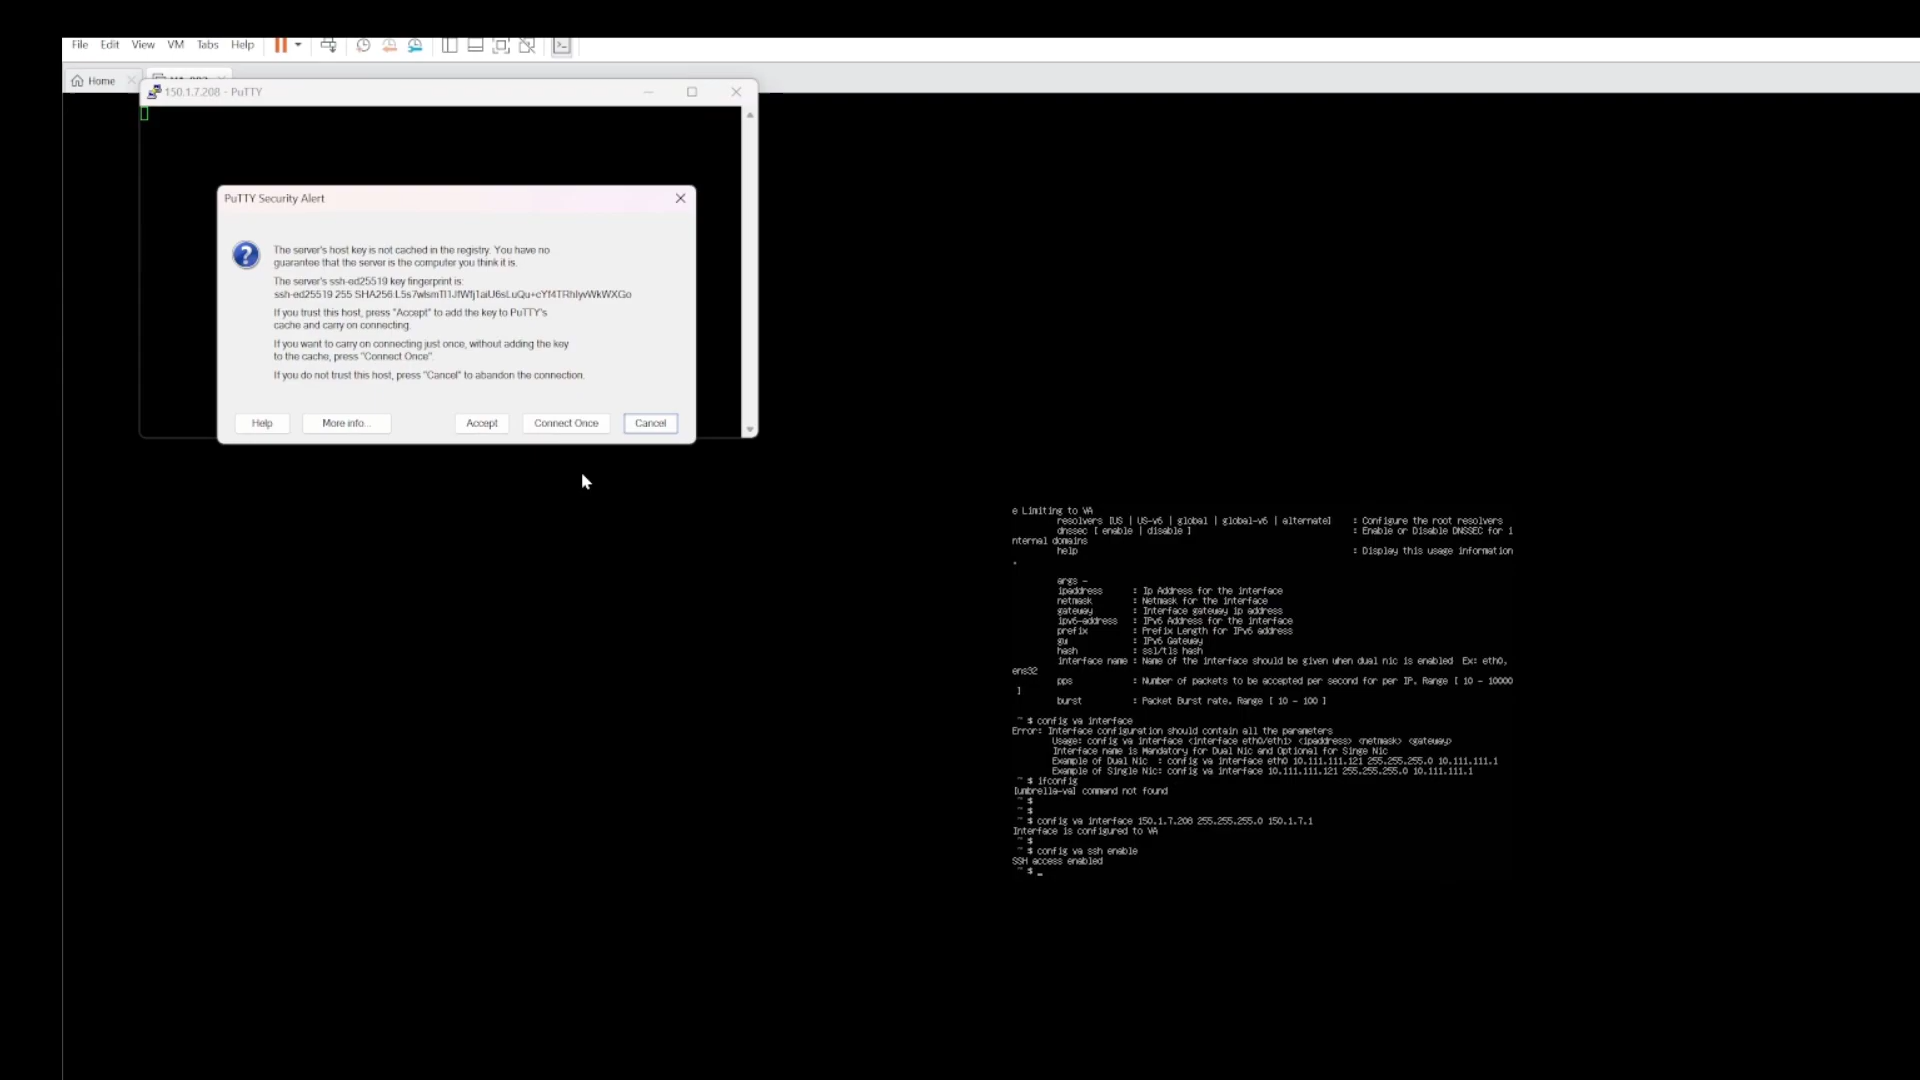 File Edit View VM Tabs Help
Home
150.1.7.208 - PuTTY
PuTTY Security Alert
The server's host key is not cached in the registry. You have no
guarantee that the server is the computer you think it is.
The server's ssh-ed25519 key fingerprint is:
ssh-ed25519 255
If you trust this host, press "Accept" to add the key to PuTTY's
cache and carry on connecting.
If you want to carry on connecting just once, without adding the key
to the cache, press "Connect Once".
If you do not trust this host, press "Cancel" to abandon the connection.
Help More info... Accept Connect Once Cancel
e Limiting to VA
resolvers [US | US-v6 | global | global-v6 | alternate] : Configure the root resolvers
dnssec [ enable | disable ] : Enable or Disable DNSSEC for i
nternal domains
help : Display this usage information
.
args -
ipaddress : Ip Address for the interface
netmask : Netmask for the interface
gateway : Interface gateway ip address
ipv6-address : IPv6 Address for the interface
prefix : Prefix Length for IPv6 address
gw : IPv6 Gateway
hash : ssl/tls hash
interface name : Name of the interface should be given when dual nic is enabled Ex: eth0,
ens32
pps : Number of packets to be accepted per second for per IP. Range [ 10 - 10000
]
burst : Packet Burst rate. Range [ 10 - 100 ]
~ $ config va interface
Error: Interface configuration should contain all the parameters
Usage: config va interface <interface eth0/eth1> <ipaddress> <netmask> <gateway>
Interface name is Mandatory for Dual Nic and Optional for Singe Nic
Example of Dual Nic : config va interface eth0 10.111.111.121 255.255.255.0 10.111.111.1
Example of Single Nic: config va interface 10.111.111.121 255.255.255.0 10.111.111.1
~ $ ifconfig
[umbrella-va] command not found
~ $
~ $
~ $ config va interface 150.1.7.208 255.255.255.0 150.1.7.1
Interface is configured to VA
~ $
~ $ config va ssh enable
SSH access enabled
~ $ _